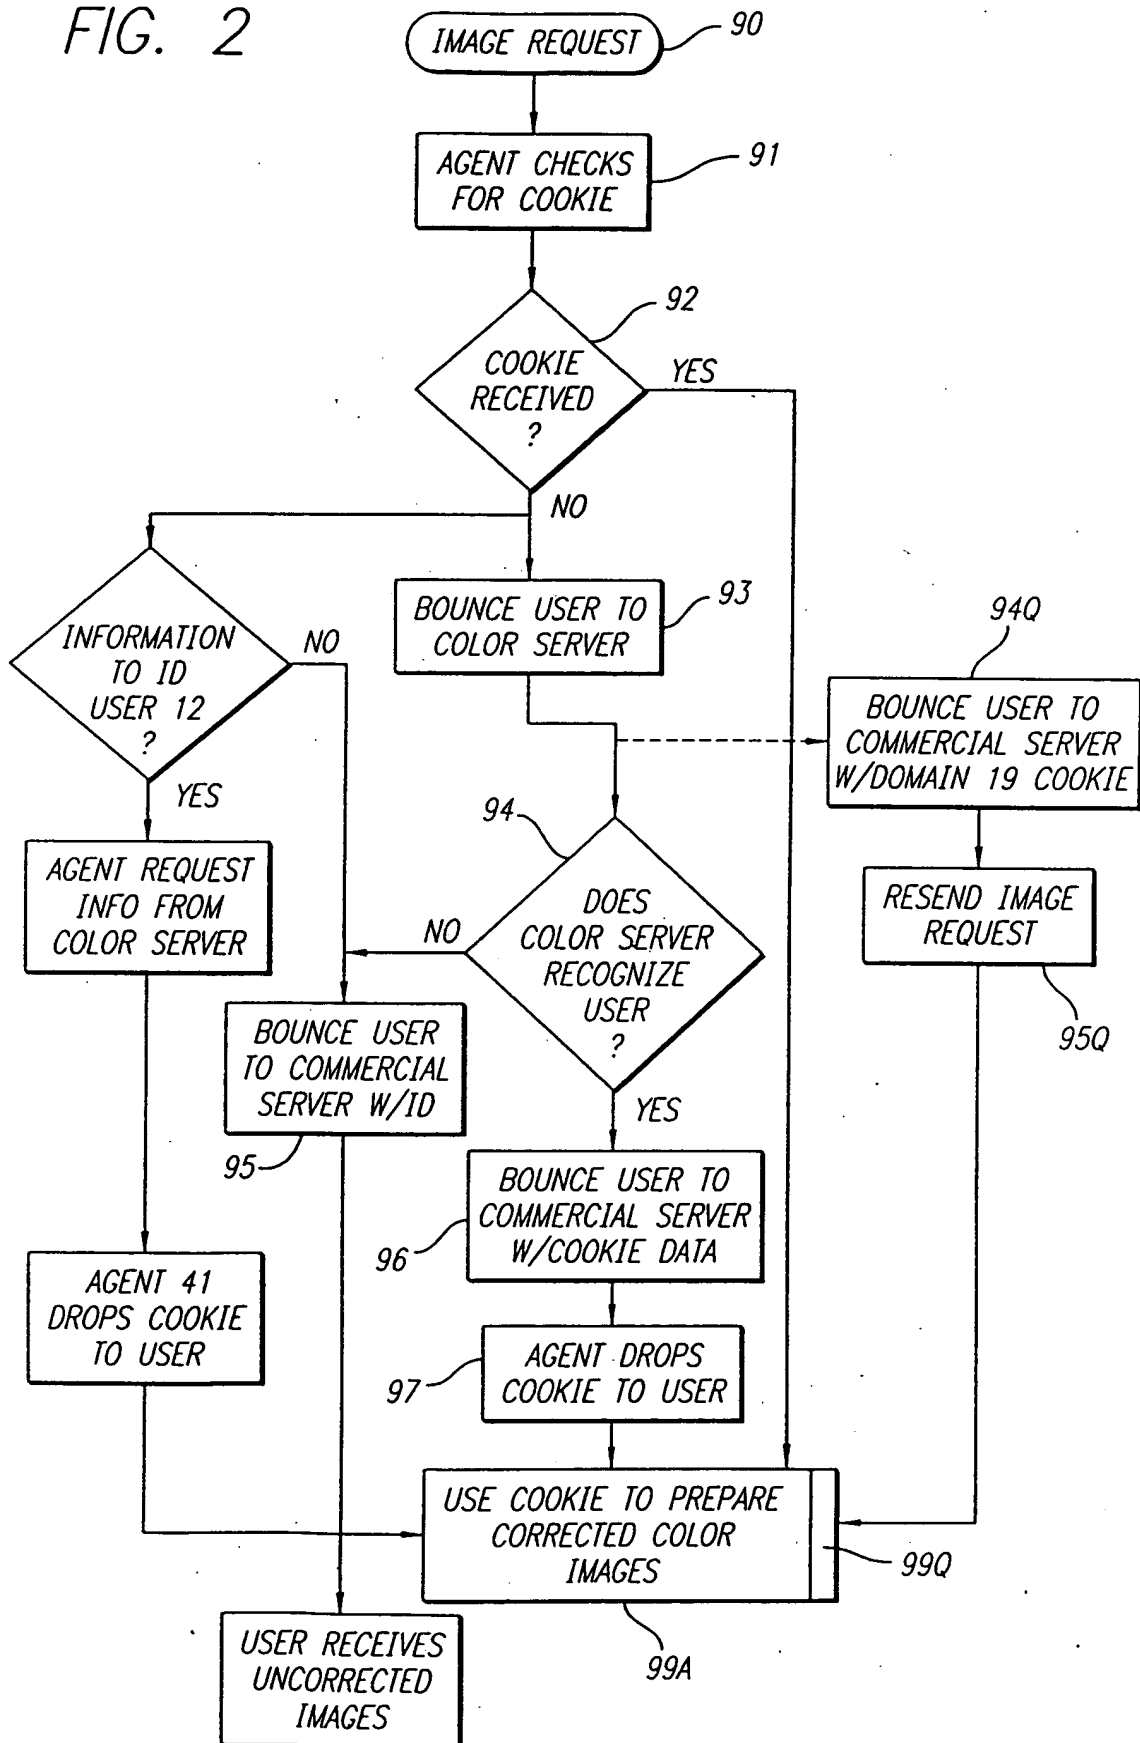 FIG. 2
IMAGE REQUEST
90
AGENT CHECKS
FOR COOKIE
91
92
COOKIE
RECEIVED
?
YES
NO
BOUNCE USER TO
COLOR SERVER
93
INFORMATION
TO ID
USER 12
?
NO
YES
94Q
BOUNCE USER TO
COMMERCIAL SERVER
W/DOMAIN 19 COOKIE
94
AGENT REQUEST
INFO FROM
COLOR SERVER
DOES
COLOR SERVER
RECOGNIZE
USER
?
NO
YES
RESEND IMAGE
REQUEST
95Q
BOUNCE USER
TO COMMERCIAL
SERVER W/ID
95
BOUNCE USER TO
COMMERCIAL SERVER
W/COOKIE DATA
96
AGENT 41
DROPS COOKIE
TO USER
AGENT DROPS
COOKIE TO USER
97
USE COOKIE TO PREPARE
CORRECTED COLOR
IMAGES
99Q
99A
USER RECEIVES
UNCORRECTED
IMAGES